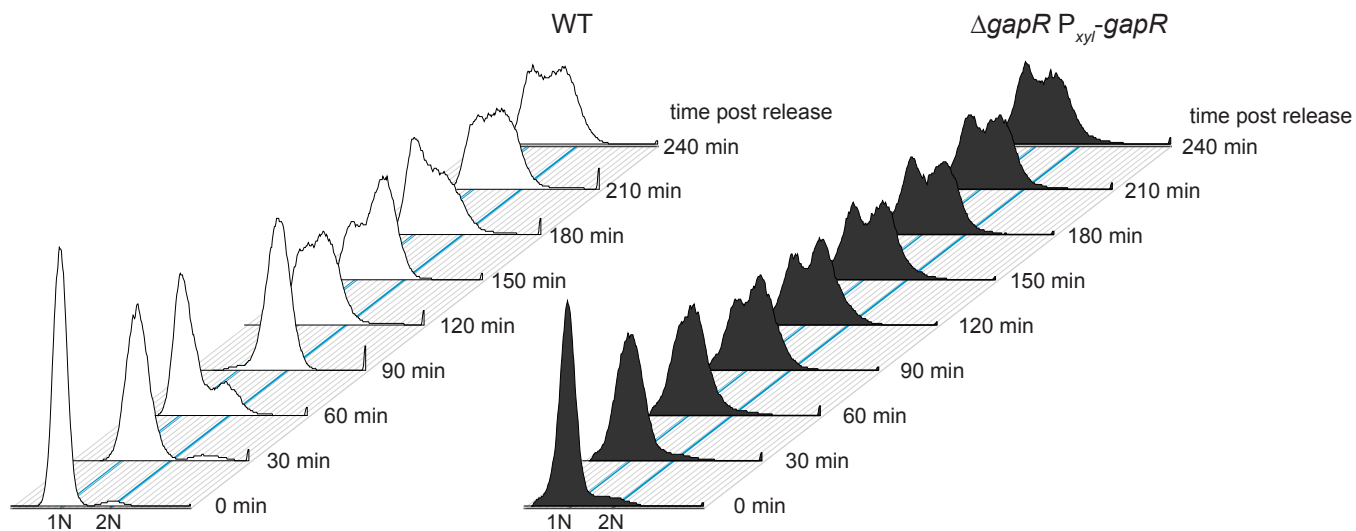 WT
ΔgapR Pxyl-gapR
time post release
240 min
210 min
180 min
150 min
120 min
90 min
60 min
30 min
0 min
1N 2N
time post release
240 min
210 min
180 min
150 min
120 min
90 min
60 min
30 min
0 min
1N 2N